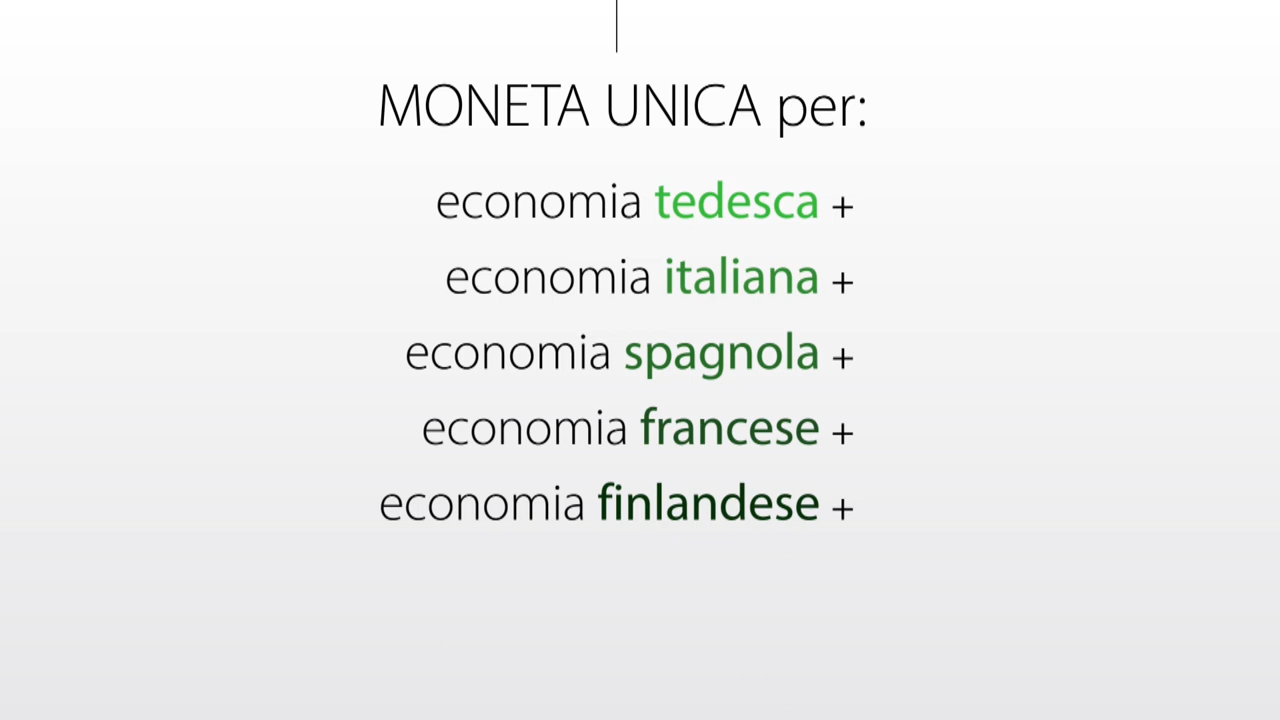 MONETA UNICA per:
economia tedesca +
economia italiana +
economia spagnola +
economia francese +
economia finlandese +